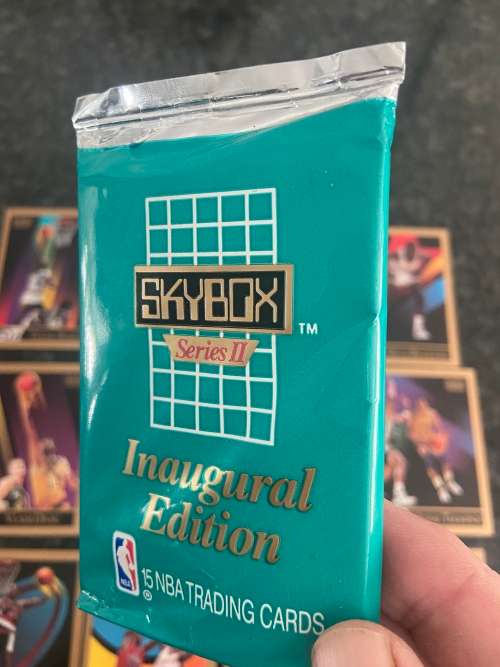 SKYBOX
TM
Series II
Inaugural
Edition
NBA
®
15 NBA TRADING CARDS